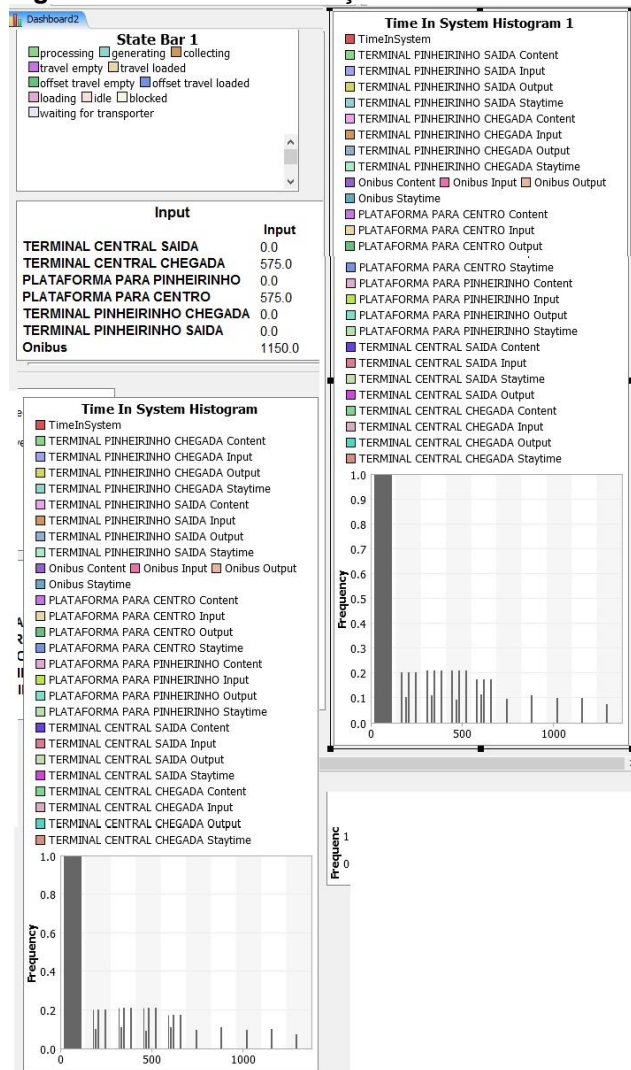 Dashboard2
State Bar 1
processing generating collecting
travel empty travel loaded
offset travel empty offset travel loaded
loading idle blocked
waiting for transporter
Input
Input
TERMINAL CENTRAL SAIDA 0.0
TERMINAL CENTRAL CHEGADA 575.0
PLATAFORMA PARA PINHEIRINHO 0.0
PLATAFORMA PARA CENTRO 575.0
TERMINAL PINHEIRINHO CHEGADA 0.0
TERMINAL PINHEIRINHO SAIDA 0.0
Onibus 1150.0
Time In System Histogram
TimeInSystem
TERMINAL PINHEIRINHO CHEGADA Content
TERMINAL PINHEIRINHO CHEGADA Input
TERMINAL PINHEIRINHO CHEGADA Output
TERMINAL PINHEIRINHO CHEGADA Staytime
TERMINAL PINHEIRINHO SAIDA Content
TERMINAL PINHEIRINHO SAIDA Input
TERMINAL PINHEIRINHO SAIDA Output
TERMINAL PINHEIRINHO SAIDA Staytime
Onibus Content Onibus Input Onibus Output
Onibus Staytime
PLATAFORMA PARA CENTRO Content
PLATAFORMA PARA CENTRO Input
PLATAFORMA PARA CENTRO Output
PLATAFORMA PARA CENTRO Staytime
PLATAFORMA PARA PINHEIRINHO Content
PLATAFORMA PARA PINHEIRINHO Input
PLATAFORMA PARA PINHEIRINHO Output
PLATAFORMA PARA PINHEIRINHO Staytime
TERMINAL CENTRAL SAIDA Content
TERMINAL CENTRAL SAIDA Input
TERMINAL CENTRAL SAIDA Output
TERMINAL CENTRAL SAIDA Staytime
TERMINAL CENTRAL CHEGADA Content
TERMINAL CENTRAL CHEGADA Input
TERMINAL CENTRAL CHEGADA Output
TERMINAL CENTRAL CHEGADA Staytime
1.0
0.8
0.6
0.4
0.2
0.0
Frequency
0 500 1000
Time In System Histogram 1
TimeInSystem
TERMINAL PINHEIRINHO SAIDA Content
TERMINAL PINHEIRINHO SAIDA Input
TERMINAL PINHEIRINHO SAIDA Output
TERMINAL PINHEIRINHO SAIDA Staytime
TERMINAL PINHEIRINHO CHEGADA Content
TERMINAL PINHEIRINHO CHEGADA Input
TERMINAL PINHEIRINHO CHEGADA Output
TERMINAL PINHEIRINHO CHEGADA Staytime
Onibus Content Onibus Input Onibus Output
Onibus Staytime
PLATAFORMA PARA CENTRO Content
PLATAFORMA PARA CENTRO Input
PLATAFORMA PARA CENTRO Output
PLATAFORMA PARA CENTRO Staytime
PLATAFORMA PARA PINHEIRINHO Content
PLATAFORMA PARA PINHEIRINHO Input
PLATAFORMA PARA PINHEIRINHO Output
PLATAFORMA PARA PINHEIRINHO Staytime
TERMINAL CENTRAL SAIDA Content
TERMINAL CENTRAL SAIDA Input
TERMINAL CENTRAL SAIDA Staytime
TERMINAL CENTRAL SAIDA Output
TERMINAL CENTRAL CHEGADA Content
TERMINAL CENTRAL CHEGADA Input
TERMINAL CENTRAL CHEGADA Output
TERMINAL CENTRAL CHEGADA Staytime
1.0
0.9
0.8
0.7
0.6
0.5
0.4
0.3
0.2
0.1
0.0
Frequency
0 500 1000
Frequenc
1
0